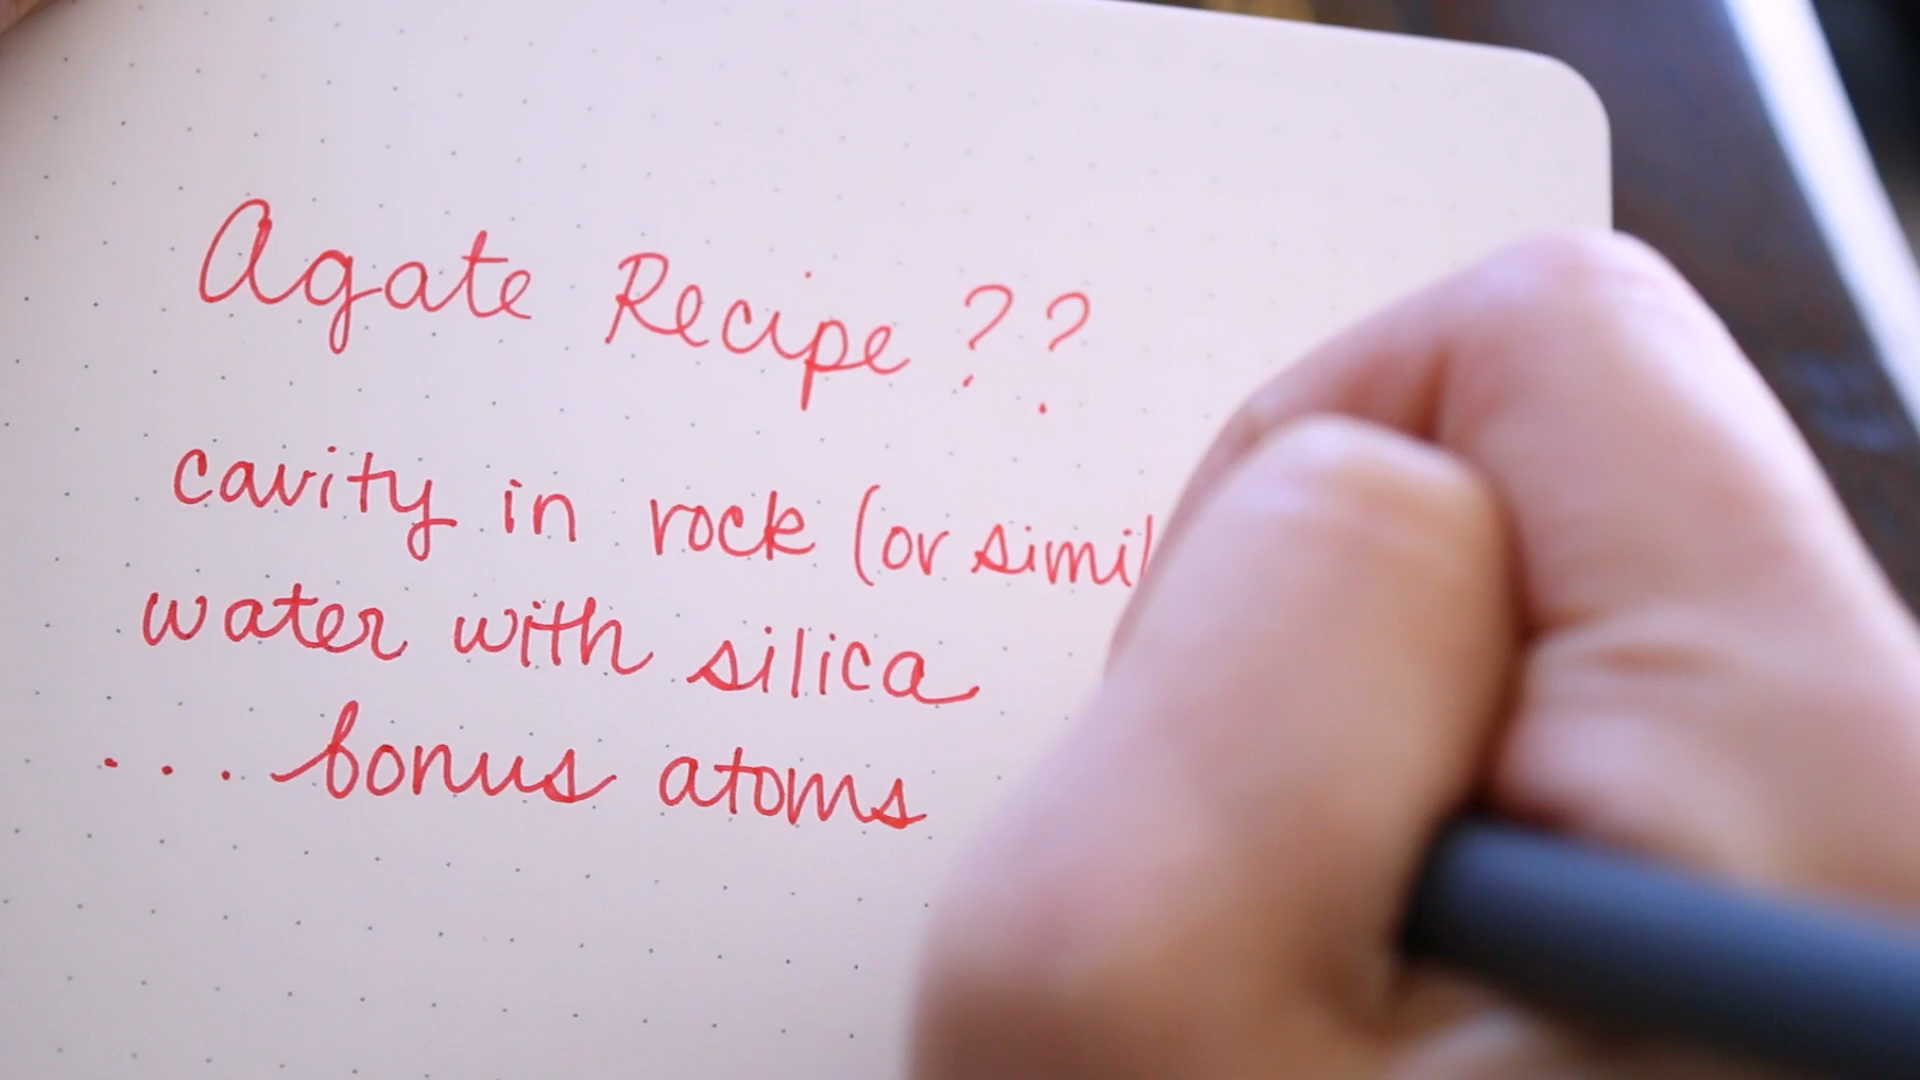 Agate Recipe ??
cavity in rock (or simil
water with silica
... bonus atoms